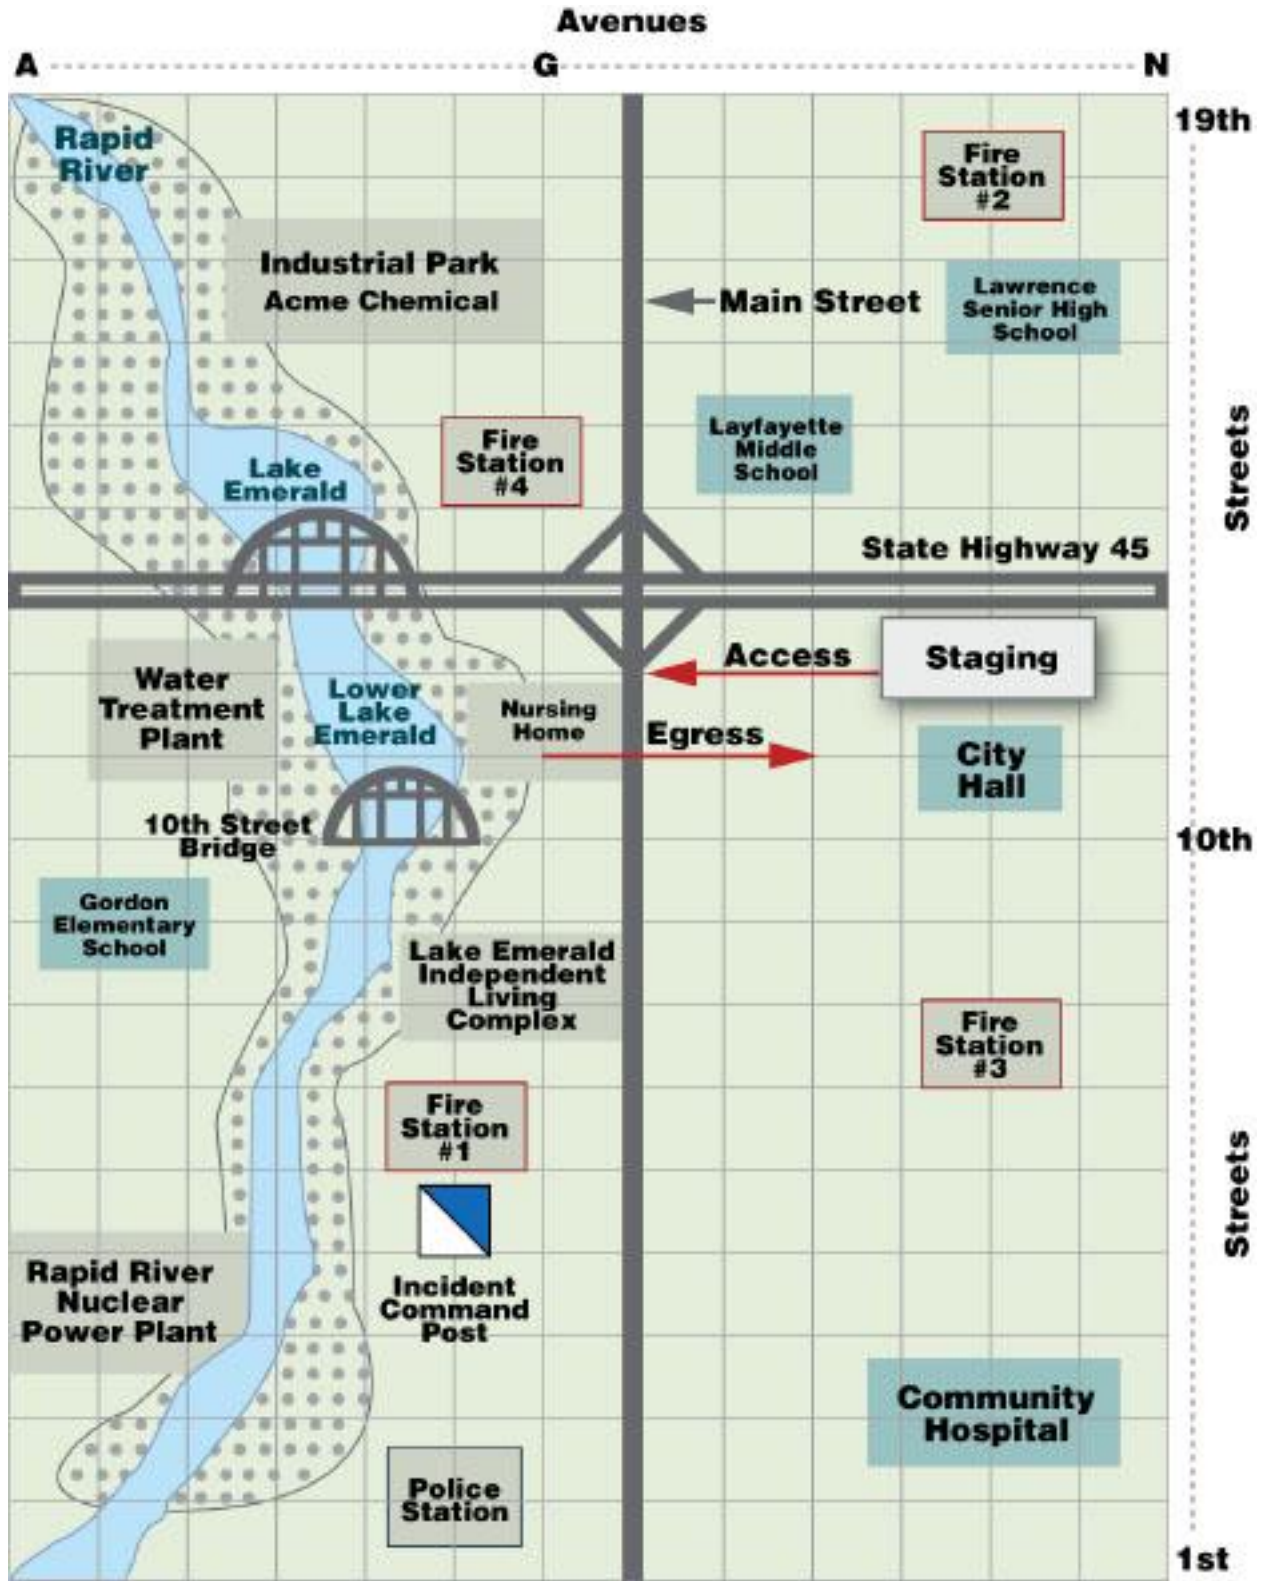 Avenues
A
G
N
19th
Rapid
River
Fire
Station
#2
Industrial Park
Acme Chemical
Main Street
Lawrence
Senior High
School
Fire
Station
#4
Layfayette
Middle
School
Streets
Lake
Emerald
State Highway 45
Water
Treatment
Plant
Lower
Lake
Emerald
Nursing
Home
Access
Staging
Egress
City
Hall
10th Street
Bridge
10th
Gordon
Elementary
School
Lake Emerald
Independent
Living
Complex
Fire
Station
#3
Fire
Station
#1
Streets
Rapid River
Nuclear
Power Plant
Incident
Command
Post
Community
Hospital
Police
Station
1st